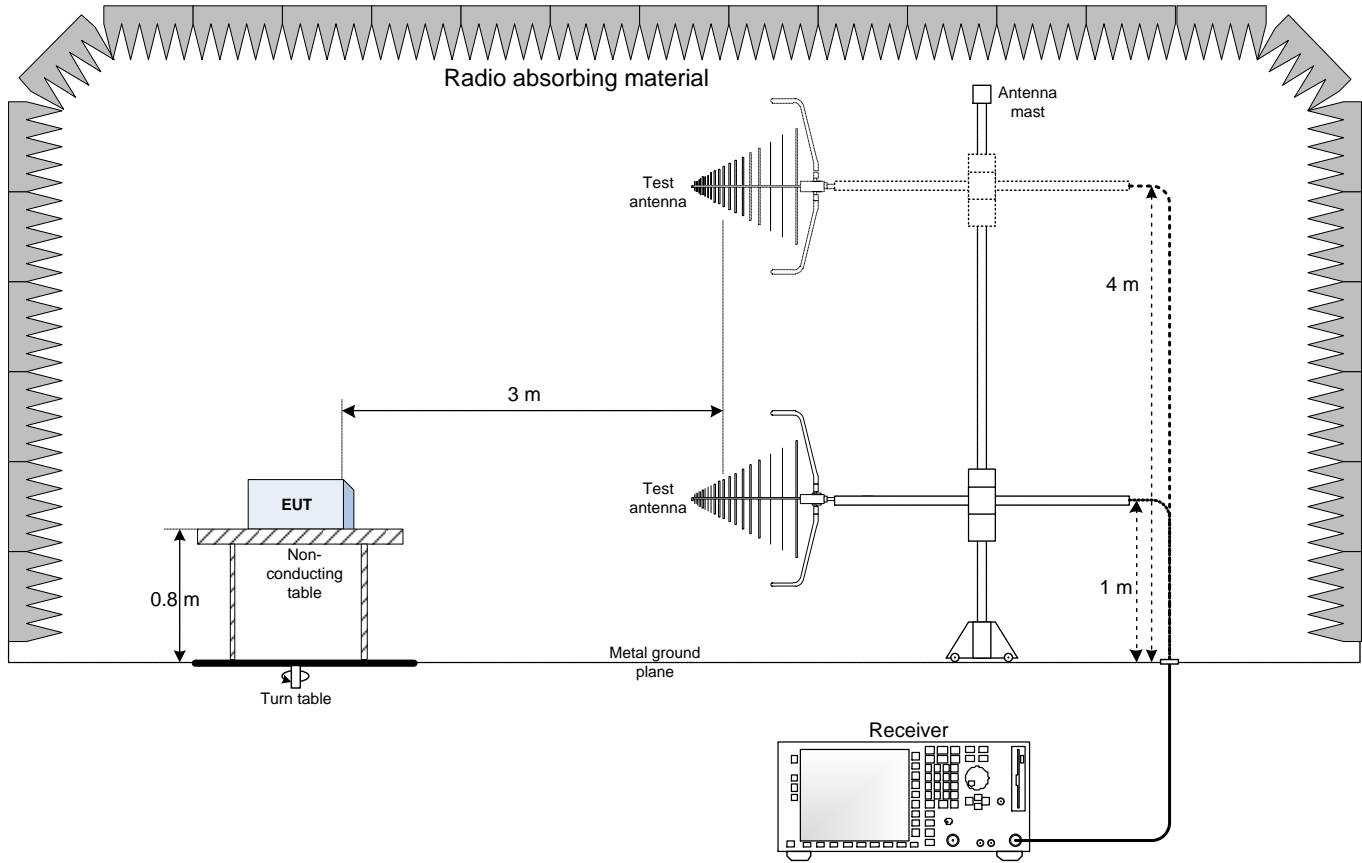 Radio absorbing material
Antenna
mast
Test
antenna
4 m
3 m
Test
antenna
EUT
Non-
conducting
table
0.8 m
1 m
Metal ground
plane
Turn table
Receiver